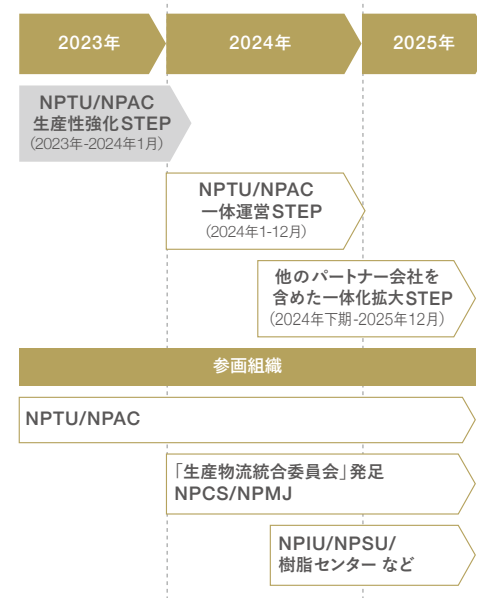 2023年
2024年
2025年
NPTU/NPAC
生産性強化STEP
（2023年-2024年1月）
NPTU/NPAC
一体運営STEP
（2024年1-12月）
他のパートナー会社を
含めた一体化拡大STEP
（2024年下期-2025年12月）
参画組織
NPTU/NPAC
「生産物流統合委員会」発足
NPCS/NPMJ
NPIU/NPSU/
樹脂センター など